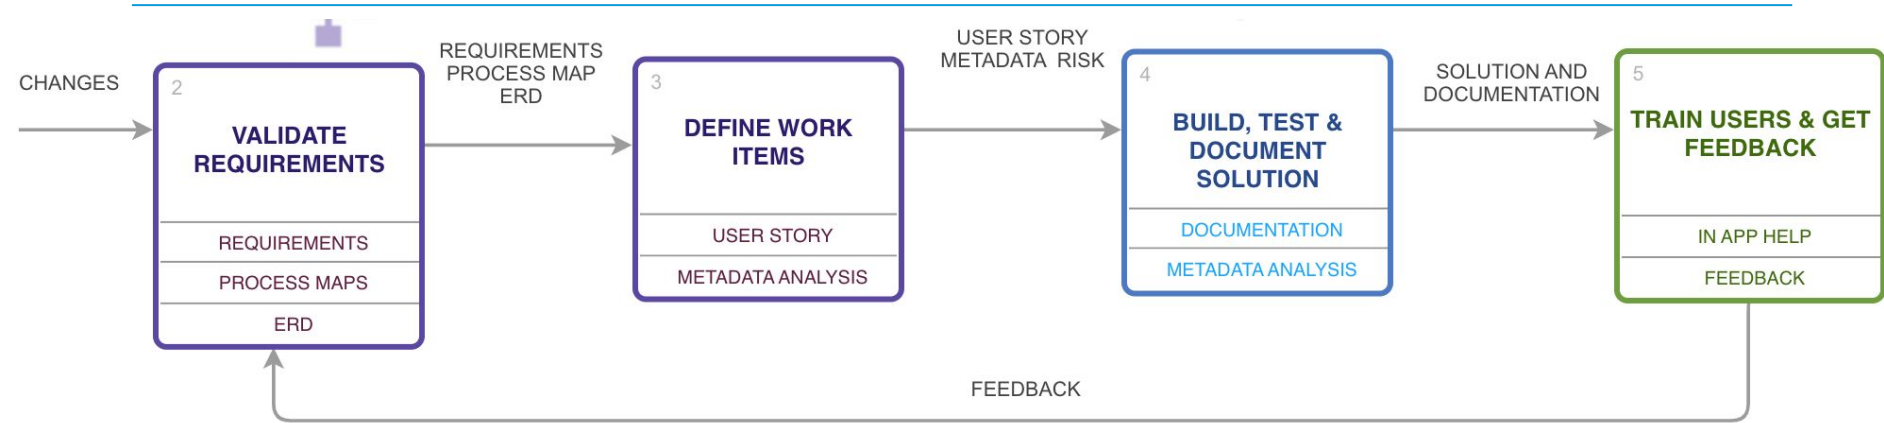 CHANGES
2
VALIDATE
REQUIREMENTS
REQUIREMENTS
PROCESS MAPS
ERD
REQUIREMENTS
PROCESS MAP
ERD
3
DEFINE WORK
ITEMS
USER STORY
METADATA ANALYSIS
USER STORY
METADATA RISK
4
BUILD, TEST &
DOCUMENT
SOLUTION
DOCUMENTATION
METADATA ANALYSIS
SOLUTION AND
DOCUMENTATION
5
TRAIN USERS & GET
FEEDBACK
IN APP HELP
FEEDBACK
FEEDBACK